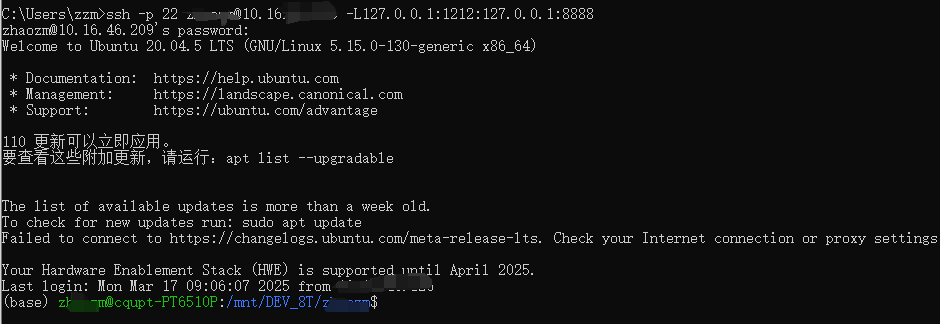 C:\Users\zzm>ssh -p 22 @10.16. -L127.0.0.1:1212:127.0.0.1:8888
zhaozm@10.16.46.209's password:
Welcome to Ubuntu 20.04.5 LTS (GNU/Linux 5.15.0-130-generic x86_64)
* Documentation: https://help.ubuntu.com
* Management: https://landscape.canonical.com
* Support: https://ubuntu.com/advantage
110 更新可以立即应用。
要查看这些附加更新，请运行：apt list --upgradable
The list of available updates is more than a week old.
To check for new updates run: sudo apt update
Failed to connect to https://changelogs.ubuntu.com/meta-release-lts. Check your Internet connection or proxy settings
Your Hardware Enablement Stack (HWE) is supported until April 2025.
Last login: Mon Mar 17 09:06:07 2025 from
(base) zh zm@cqupt-PT6510P:/mnt/DEV_8T/ $